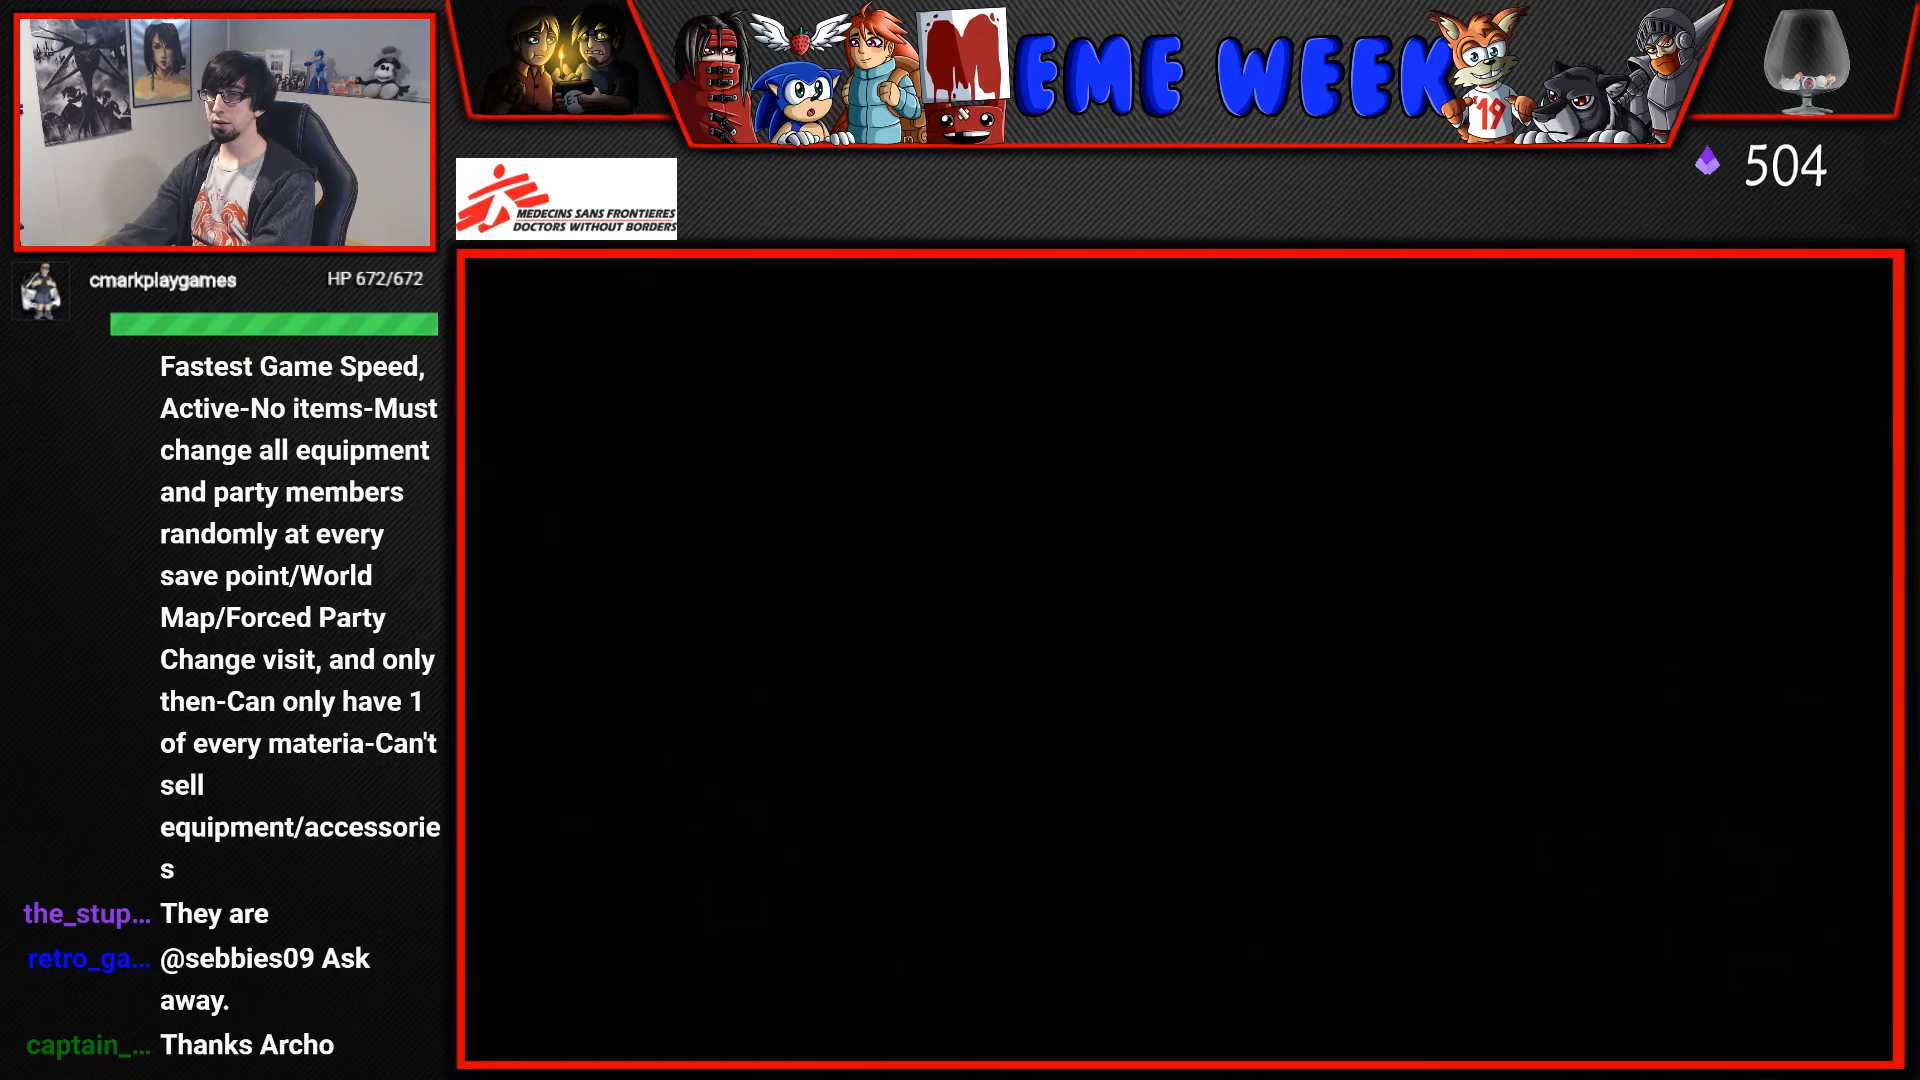 MEME WEEK
19
504
MEDECINS SANS FRONTIERES
DOCTORS WITHOUT BORDERS
cmarkplaygames HP 672/672
Fastest Game Speed,
Active-No items-Must
change all equipment
and party members
randomly at every
save point/World
Map/Forced Party
Change visit, and only
then-Can only have 1
of every materia-Can't
sell
equipment/accessorie
s
the_stup... They are
retro_ga... @sebbies09 Ask
away.
captain_... Thanks Archo